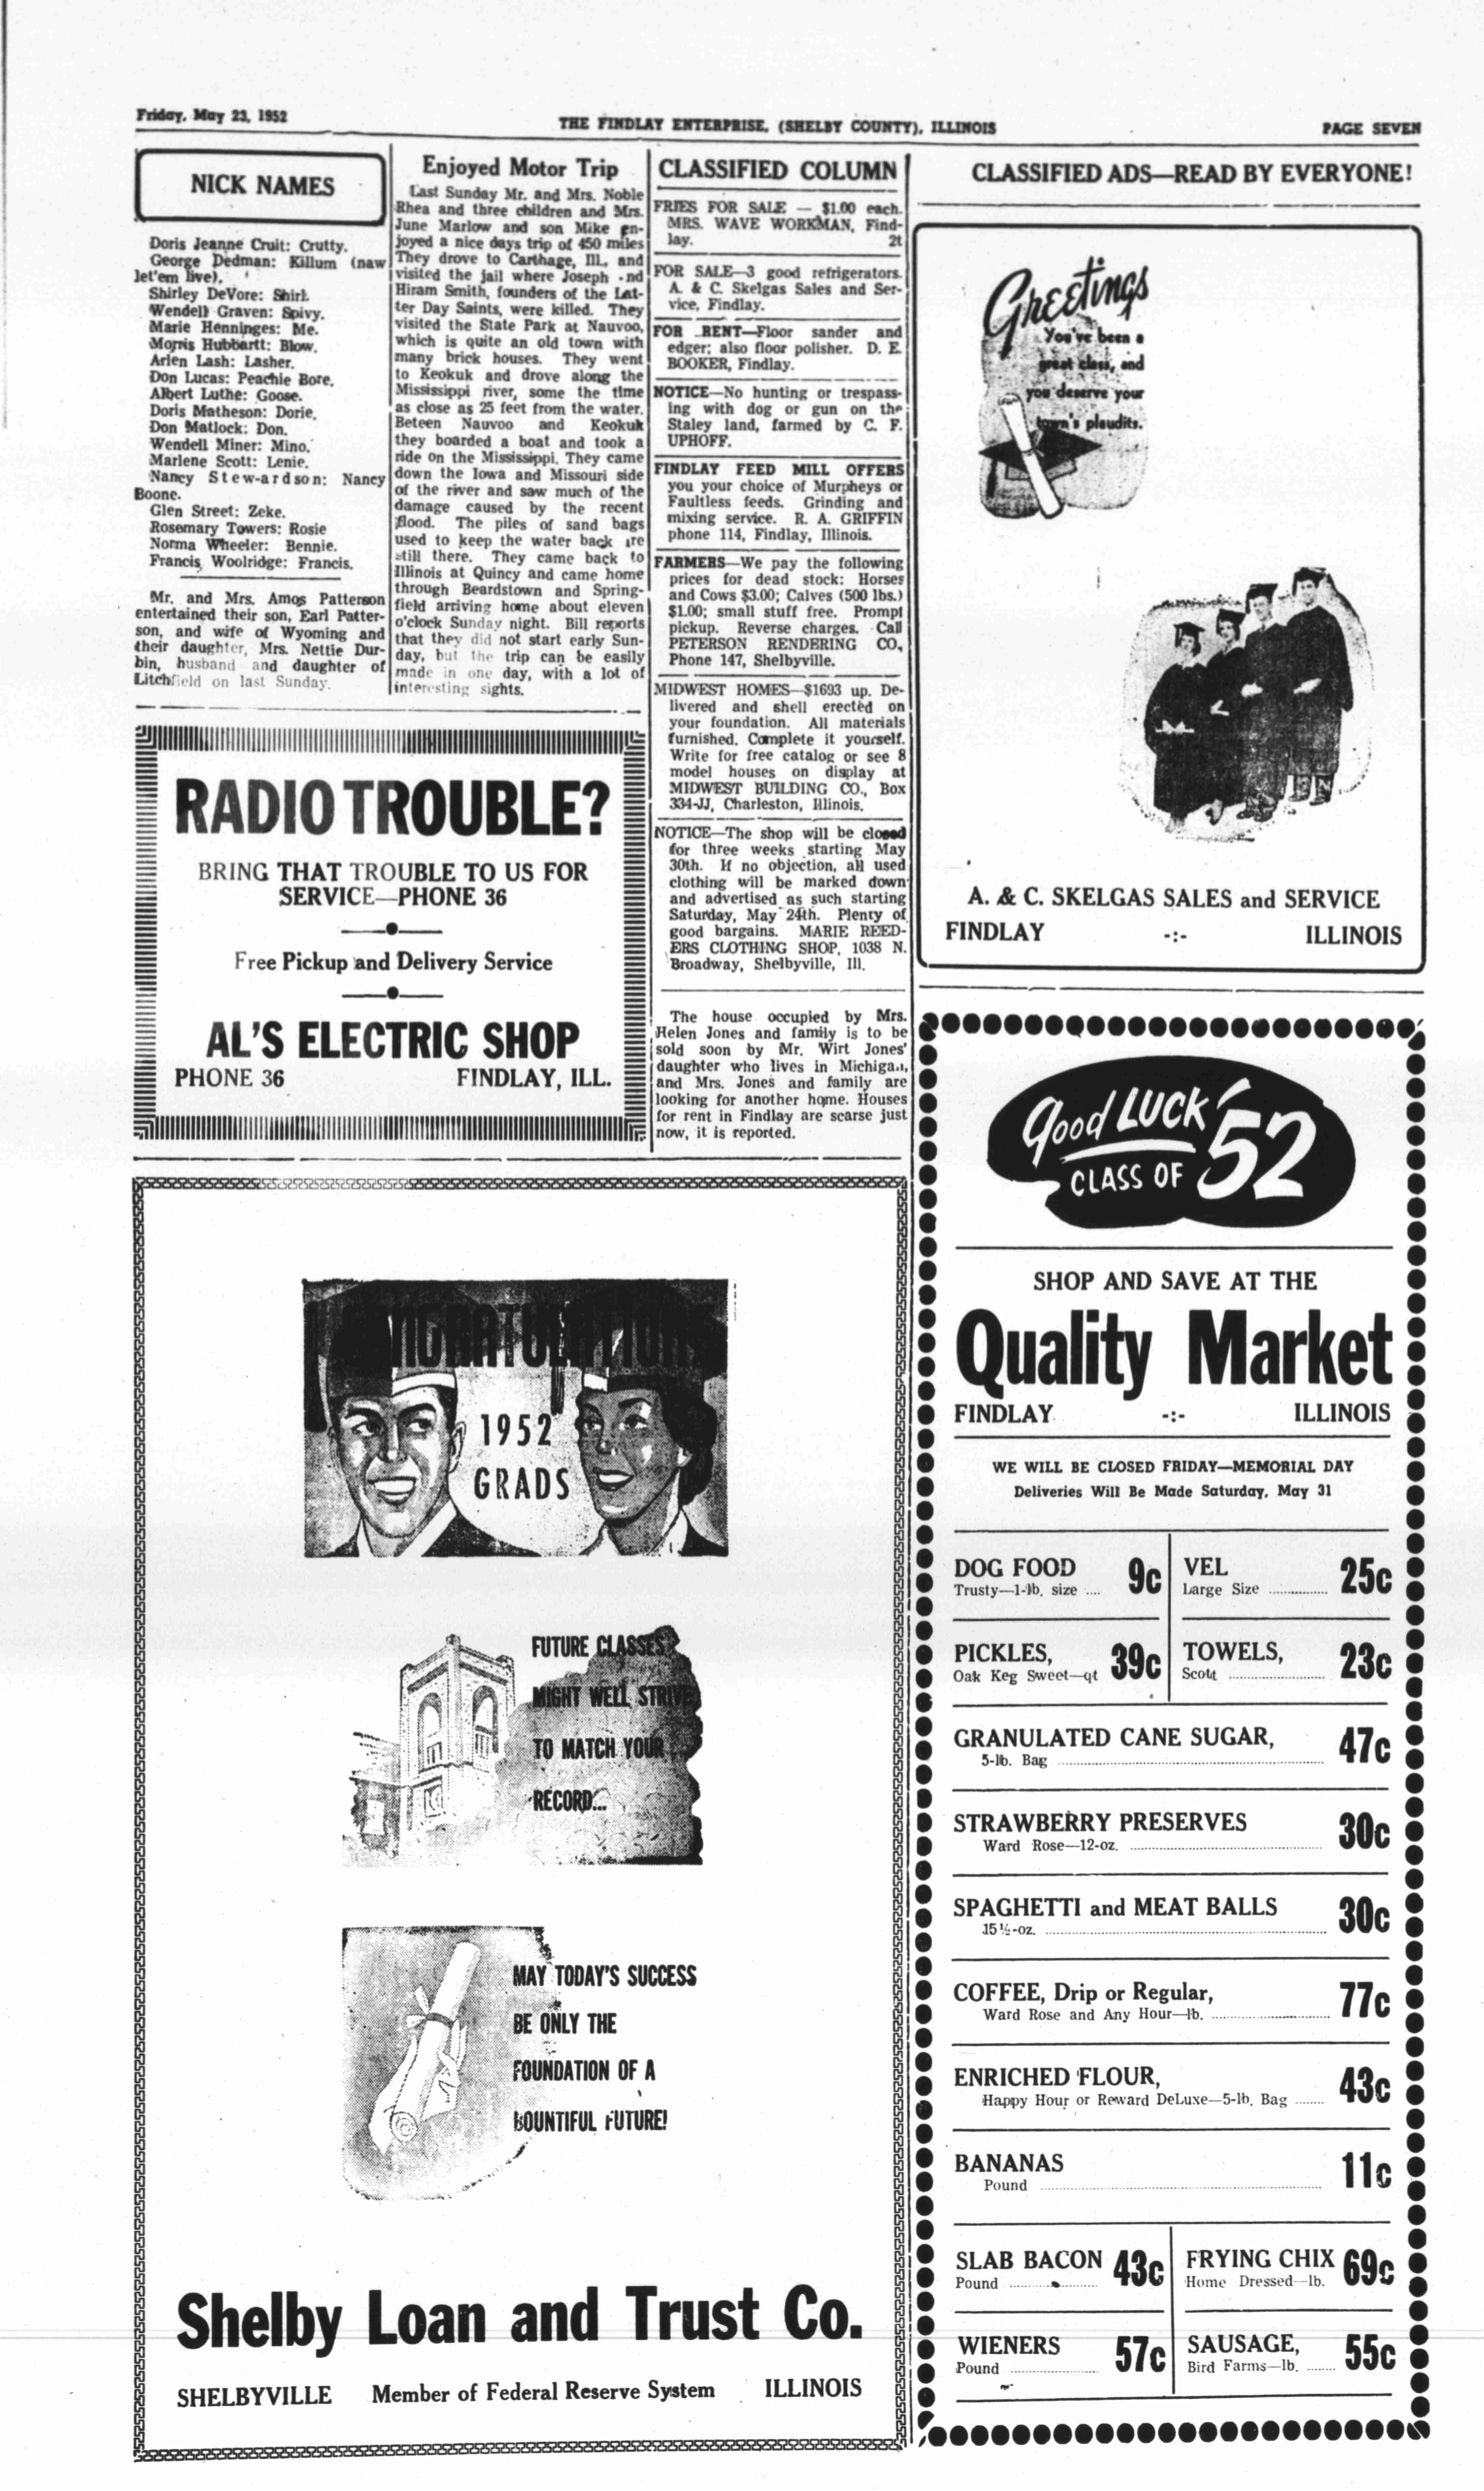 Friday, May 23, 1952
THE FINDLAY ENTERPRISE, (SHELBY COUNTY), ILLINOIS
PAGE SEVEN
NICK NAMES
Doris Jeanne Cruit: Crutty.
George Dedman: Killum (naw
let'em live).
Shirley DeVore: Shirl.
Wendell Graven: Spivy.
Marie Henninges: Me.
Morris Hubbartt: Blow.
Arlen Lash: Lasher.
Don Lucas: Peachie Bore.
Albert Luthe: Goose.
Doris Matheson: Dorie.
Don Matlock: Don.
Wendell Miner: Mino.
Marlene Scott: Lenie.
Nancy Stew-ardson: Nancy
Boone.
Glen Street: Zeke.
Rosemary Towers: Rosie
Norma Wheeler: Bennie.
Francis Woolridge: Francis.
Mr. and Mrs. Amos Patterson
entertained their son, Earl Patter-
son, and wife of Wyoming and
their daughter, Mrs. Nettie Dur-
bin, husband and daughter of
Litchfield on last Sunday.
Enjoyed Motor Trip
Last Sunday Mr. and Mrs. Noble
Rhea and three children and Mrs.
June Marlow and son Mike en-
joyed a nice days trip of 450 miles
They drove to Carthage, Ill., and
visited the jail where Joseph -nd
Hiram Smith, founders of the Lat-
ter Day Saints, were killed. They
visited the State Park at Nauvoo,
which is quite an old town with
many brick houses. They went
to Keokuk and drove along the
Mississippi river, some the time
as close as 25 feet from the water.
Beteen Nauvoo and Keokuk
they boarded a boat and took a
ride on the Mississippi. They came
down the Iowa and Missouri side
of the river and saw much of the
damage caused by the recent
flood. The piles of sand bags
used to keep the water back are
still there. They came back to
Illinois at Quincy and came home
through Beardstown and Spring-
field arriving home about eleven
o'clock Sunday night. Bill reports
that they did not start early Sun-
day, but the trip can be easily
made in one day, with a lot of
interesting sights.
RADIO TROUBLE?
BRING THAT TROUBLE TO US FOR
SERVICE—PHONE 36
Free Pickup and Delivery Service
AL'S ELECTRIC SHOP
PHONE 36 FINDLAY, ILL.
CLASSIFIED COLUMN
FRIES FOR SALE — $1.00 each.
MRS. WAVE WORKMAN, Find-
lay. 2t
FOR SALE—3 good refrigerators.
A. & C. Skelgas Sales and Ser-
vice, Findlay.
FOR RENT—Floor sander and
edger; also floor polisher. D. E.
BOOKER, Findlay.
NOTICE—No hunting or trespass-
ing with dog or gun on the
Staley land, farmed by C. F.
UPHOFF.
FINDLAY FEED MILL OFFERS
you your choice of Murpheys or
Faultless feeds. Grinding and
mixing service. R. A. GRIFFIN
phone 114, Findlay, Illinois.
FARMERS—We pay the following
prices for dead stock: Horses
and Cows $3.00; Calves (500 lbs.)
$1.00; small stuff free. Prompt
pickup. Reverse charges. Call
PETERSON RENDERING CO,
Phone 147, Shelbyville.
MIDWEST HOMES—$1693 up. De-
livered and shell erected on
your foundation. All materials
furnished. Complete it yourself.
Write for free catalog or see 8
model houses on display at
MIDWEST BUILDING CO., Box
334-JJ, Charleston, Illinois.
NOTICE—The shop will be closed
for three weeks starting May
30th. If no objection, all used
clothing will be marked down
and advertised as such starting
Saturday, May 24th. Plenty of
good bargains. MARIE REED-
ERS CLOTHING SHOP, 1038 N.
Broadway, Shelbyville, Ill.
The house occupied by Mrs.
Helen Jones and family is to be
sold soon by Mr. Wirt Jones'
daughter who lives in Michigan,
and Mrs. Jones and family are
looking for another home. Houses
for rent in Findlay are scarse just
now, it is reported.
CLASSIFIED ADS—READ BY EVERYONE!
Greetings
You've been a
great class, and
you deserve your
town's plaudits.
A. & C. SKELGAS SALES and SERVICE
FINDLAY -:- ILLINOIS
CONGRATULATIONS
1952
GRADS
FUTURE CLASSES
MIGHT WELL STRIVE
TO MATCH YOUR
RECORD...
MAY TODAY'S SUCCESS
BE ONLY THE
FOUNDATION OF A
BOUNTIFUL FUTURE!
Shelby Loan and Trust Co.
SHELBYVILLE Member of Federal Reserve System ILLINOIS
Good LUCK
CLASS OF '52
SHOP AND SAVE AT THE
Quality Market
FINDLAY -:- ILLINOIS
WE WILL BE CLOSED FRIDAY—MEMORIAL DAY
Deliveries Will Be Made Saturday, May 31
DOG FOOD 9c
Trusty—1-lb. size
VEL 25c
Large Size
PICKLES, 39c
Oak Keg Sweet—qt
TOWELS, 23c
Scott
GRANULATED CANE SUGAR, 47c
5-lb. Bag
STRAWBERRY PRESERVES 30c
Ward Rose—12-oz.
SPAGHETTI and MEAT BALLS 30c
15½-oz.
COFFEE, Drip or Regular, 77c
Ward Rose and Any Hour—lb.
ENRICHED FLOUR, 43c
Happy Hour or Reward DeLuxe—5-lb. Bag
BANANAS 11c
Pound
SLAB BACON 43c
Pound
FRYING CHIX 69c
Home Dressed—lb.
WIENERS 57c
Pound
SAUSAGE, 55c
Bird Farms—lb.